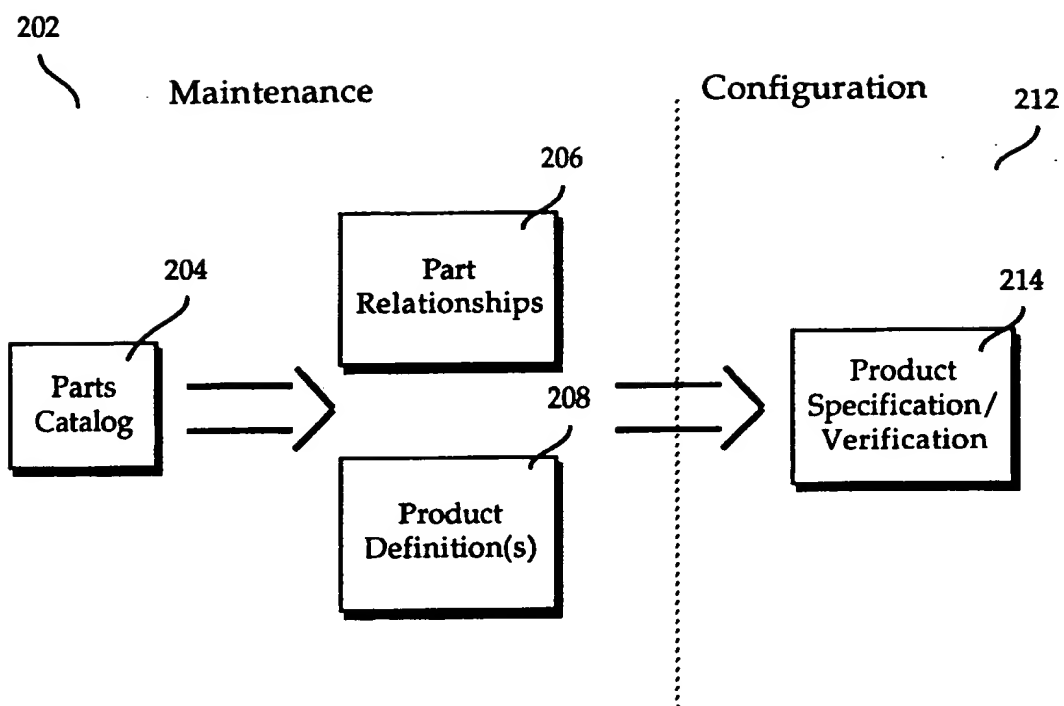 202
Maintenance
Configuration
212
206
Part
Relationships
204
Parts
Catalog
208
Product
Definition(s)
214
Product
Specification/
Verification